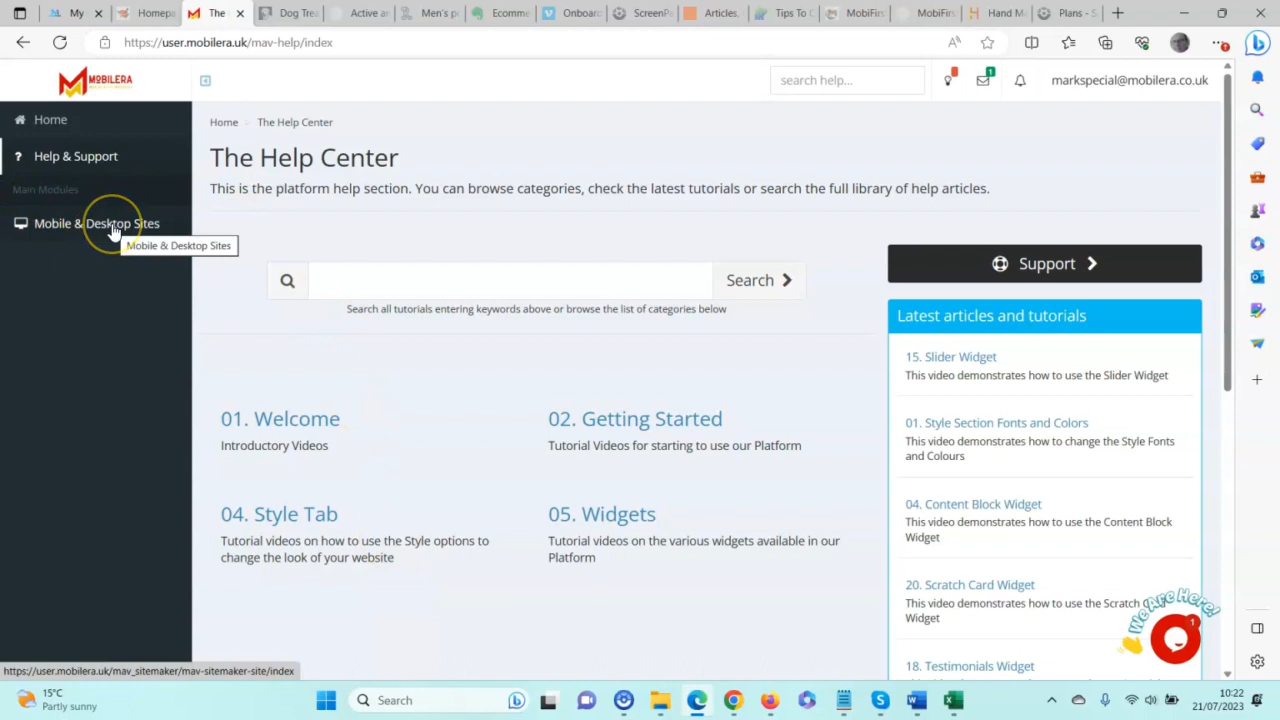 My
Homep
The
Dog Trea
Active ar
Men's po
Ecomme
Onboard
ScreenPa
Articles.
Tips To C
MobiFirs
MobiFirs
Hand Ma
Plans - S
https://user.mobilera.uk/mav-help/index
MOBILERA
search help...
1
markspecial@mobilera.co.uk
Home
Help & Support
Main Modules
Mobile & Desktop Sites
Mobile & Desktop Sites
Home
The Help Center
The Help Center
This is the platform help section. You can browse categories, check the latest tutorials or search the full library of help articles.
Search
Search all tutorials entering keywords above or browse the list of categories below
01. Welcome
Introductory Videos
02. Getting Started
Tutorial Videos for starting to use our Platform
04. Style Tab
Tutorial videos on how to use the Style options to
change the look of your website
05. Widgets
Tutorial videos on the various widgets available in our
Platform
Support
Latest articles and tutorials
15. Slider Widget
This video demonstrates how to use the Slider Widget
01. Style Section Fonts and Colors
This video demonstrates how to change the Style Fonts
and Colours
04. Content Block Widget
This video demonstrates how to use the Content Block
Widget
20. Scratch Card Widget
This video demonstrates how to use the Scratch
Widget
18. Testimonials Widget
We Are Here!
1
https://user.mobilera.uk/mav_sitemaker/mav-sitemaker-site/index
15°C
Partly sunny
Search
10:22
21/07/2023